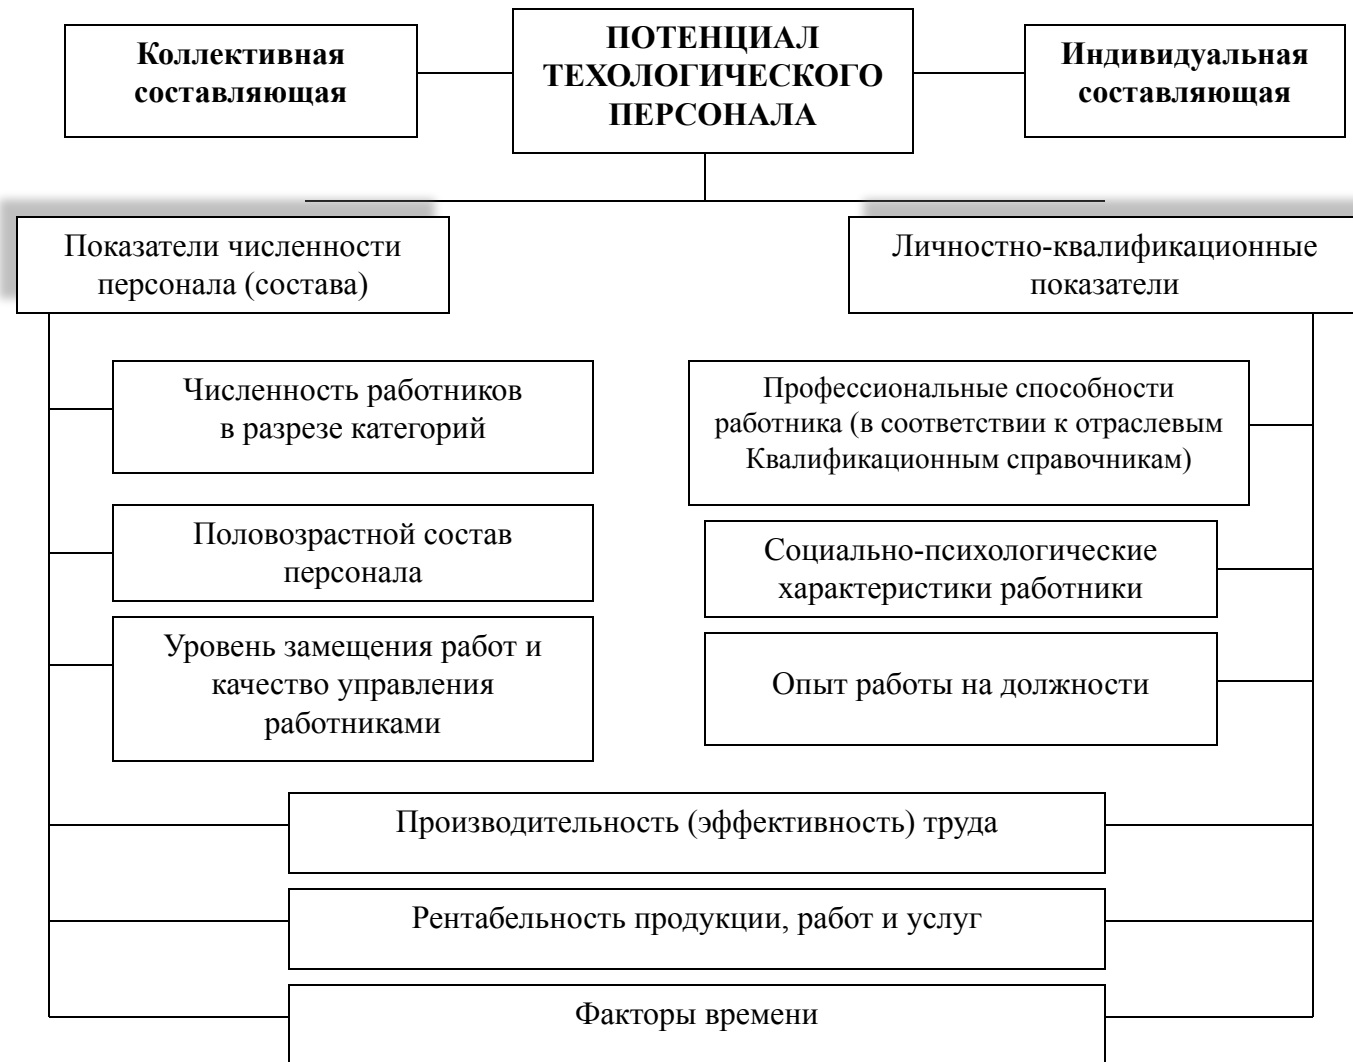 Коллективная
составляющая
ПОТЕНЦИАЛ
ТЕХОЛОГИЧЕСКОГО
ПЕРСОНАЛА
Индивидуальная
составляющая
Показатели численности
персонала (состава)
Личностно-квалификационные
показатели
Численность работников
в разрезе категорий
Половозрастной состав
персонала
Уровень замещения работ и
качество управления
работниками
Профессиональные способности
работника (в соответствии к отраслевым
Квалификационным справочникам)
Социально-психологические
характеристики работники
Опыт работы на должности
Производительность (эффективность) труда
Рентабельность продукции, работ и услуг
Факторы времени